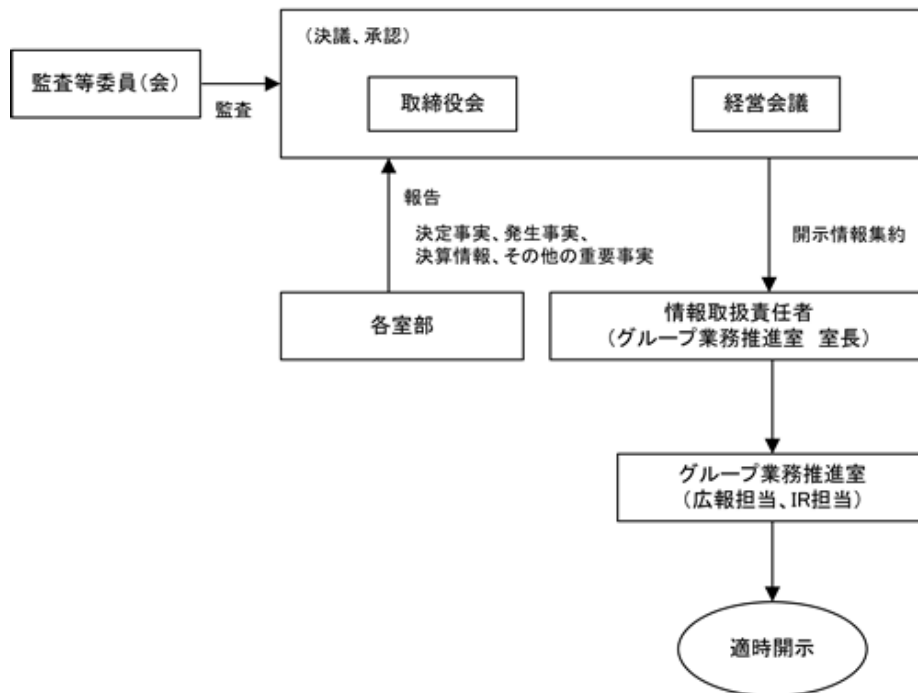 (決議、承認)
監査等委員(会)
監査
取締役会
経営会議
報告
決定事実、発生事実、
決算情報、その他の重要事実
開示情報集約
各室部
情報取扱責任者
(グループ業務推進室 室長)
グループ業務推進室
(広報担当、IR担当)
適時開示